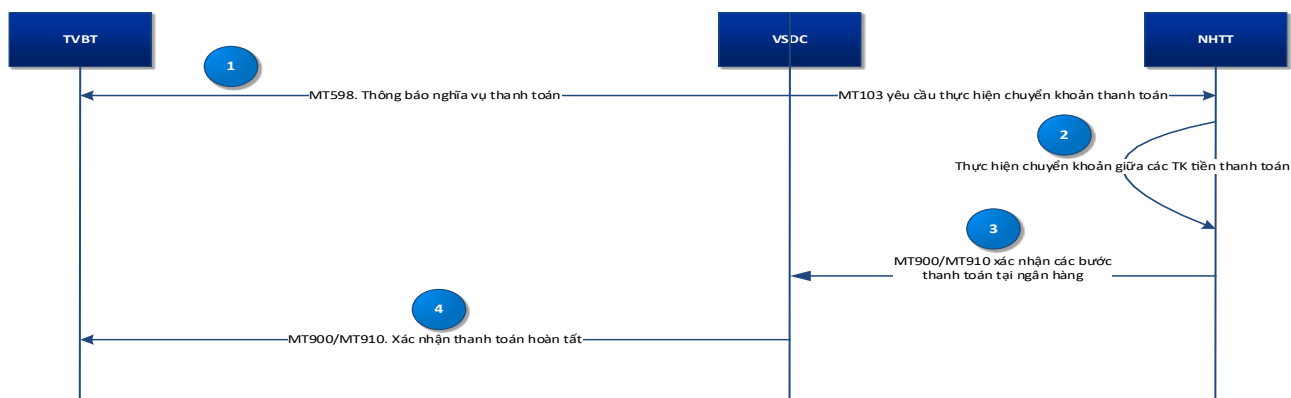 TVBT
VSDC
NHTT
1
MT598. Thông báo nghĩa vụ thanh toán
MT103 yêu cầu thực hiện chuyển khoản thanh toán
2
Thực hiện chuyển khoản giữa các TK tiền thanh toán
3
MT900/MT910 xác nhận các bước
thanh toán tại ngân hàng
4
MT900/MT910. Xác nhận thanh toán hoàn tất